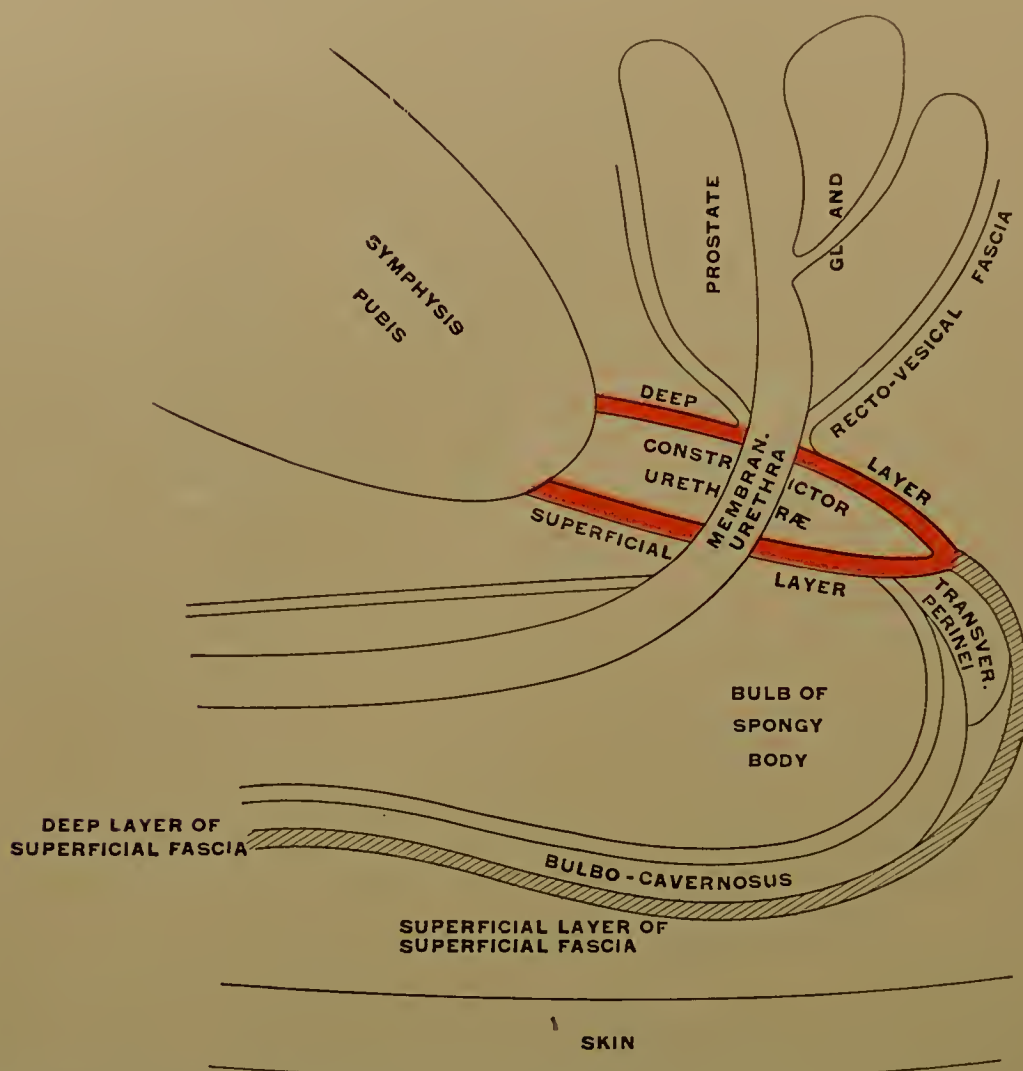 SYMPHYSIS
PUBIS
PROSTATE
GLAND
RECTO-VESICAL FASCIA
DEEP
LAYER
CONSTRICTOR
URETHRÆ
MEMBRAN.
URETHRA
SUPERFICIAL
LAYER
TRANSVER.
PERINEI
BULB OF
SPONGY
BODY
DEEP LAYER OF
SUPERFICIAL FASCIA
BULBO-CAVERNOSUS
SUPERFICIAL LAYER OF
SUPERFICIAL FASCIA
SKIN